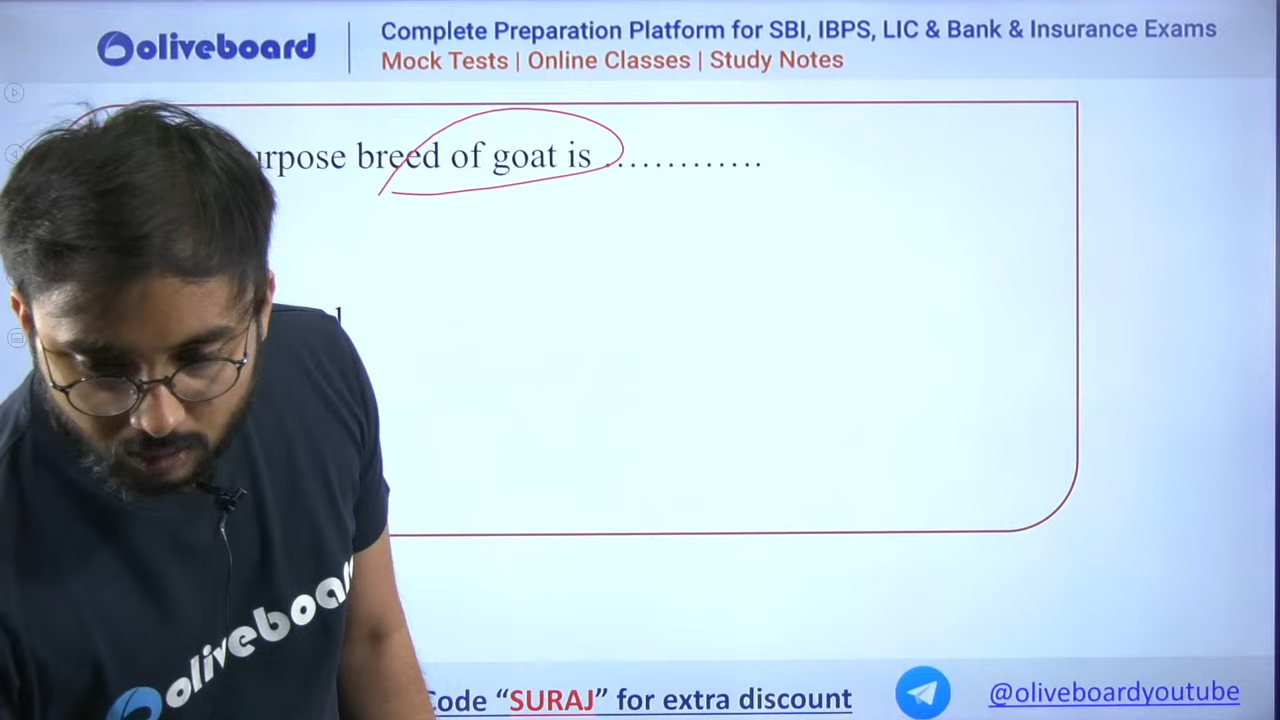 oliveboard
Complete Preparation Platform for SBI, IBPS, LIC & Bank & Insurance Exams
Mock Tests | Online Classes | Study Notes
urpose breed of goat is ............
oliveboar
Code “SURAJ” for extra discount
@oliveboardyoutube